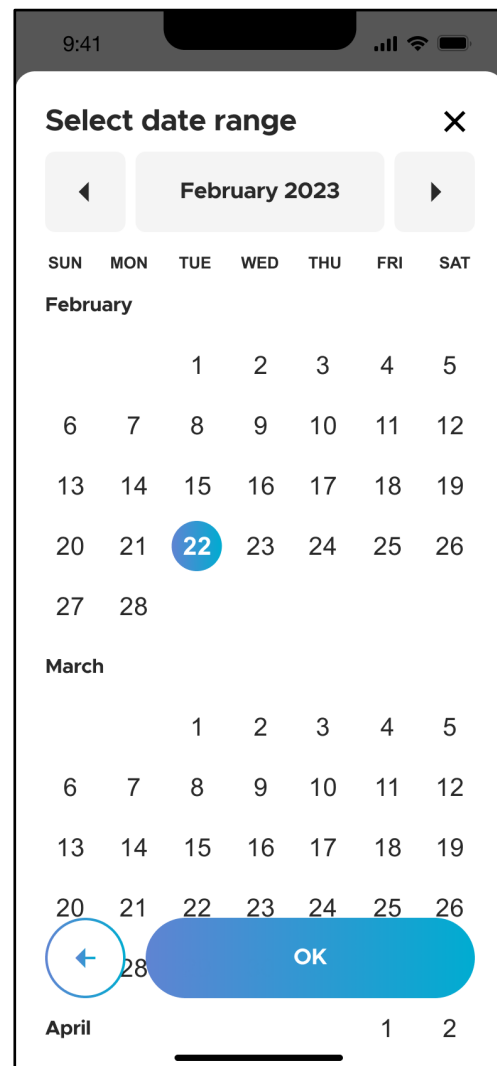 9:41
Select date range
February 2023
SUN MON TUE WED THU FRI SAT
February
1 2 3 4 5
6 7 8 9 10 11 12
13 14 15 16 17 18 19
20 21 22 23 24 25 26
27 28
March
1 2 3 4 5
6 7 8 9 10 11 12
13 14 15 16 17 18 19
20 21 22 23 24 25 26
28 OK
April 1 2